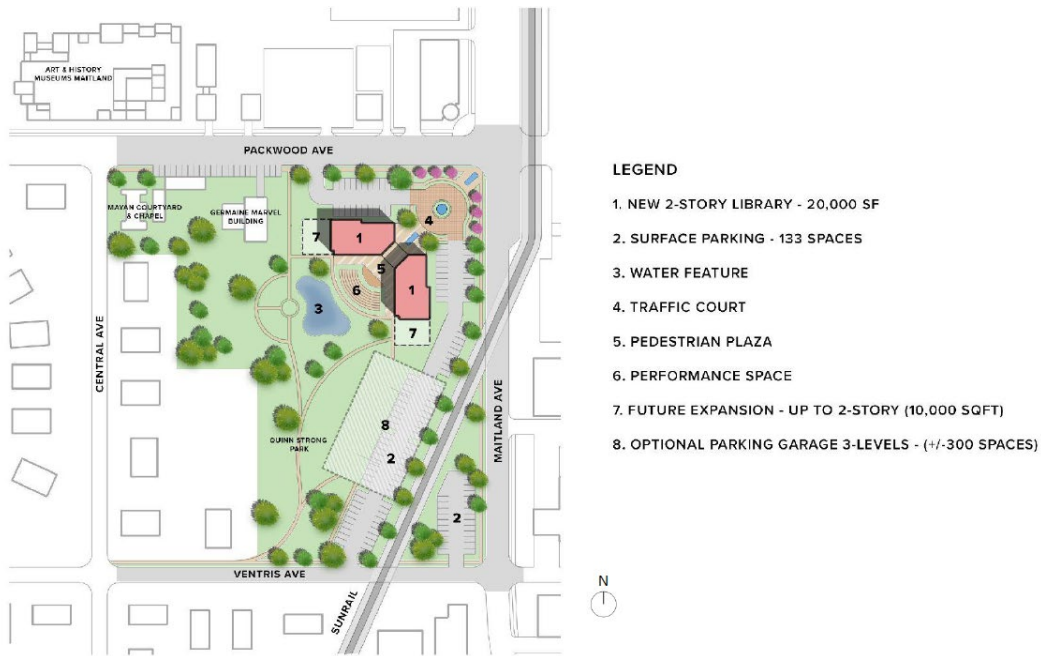 ART & HISTORY
MUSEUMS MAITLAND
PACKWOOD AVE
MAYAN COURTYARD
& CHAPEL
GERMAINE MARVEL
BUILDING
4
7
1
5
6
1
3
7
CENTRAL AVE
MAITLAND AVE
8
QUINN STRONG
PARK
2
2
VENTRIS AVE
SUNRAIL
LEGEND
1. NEW 2-STORY LIBRARY - 20,000 SF
2. SURFACE PARKING - 133 SPACES
3. WATER FEATURE
4. TRAFFIC COURT
5. PEDESTRIAN PLAZA
6. PERFORMANCE SPACE
7. FUTURE EXPANSION - UP TO 2-STORY (10,000 SQFT)
8. OPTIONAL PARKING GARAGE 3-LEVELS - (+/-300 SPACES)
N